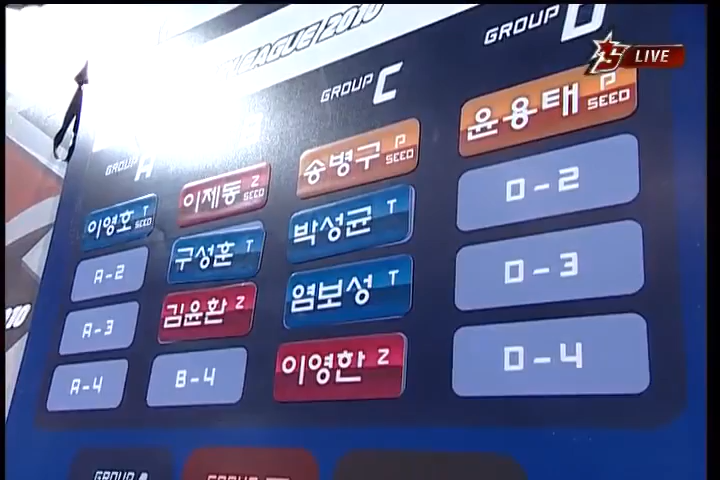 LEAGUE 2010
LIVE
GROUP A
이영호 T SEED
A-2
A-3
A-4
이제동 Z SEED
구성훈 T
김윤환 Z
B-4
GROUP C
송병구 P SEED
박성균 T
염보성 T
이영한 Z
GROUP D
윤용태 P SEED
D-2
D-3
D-4
GROUP
GROUP